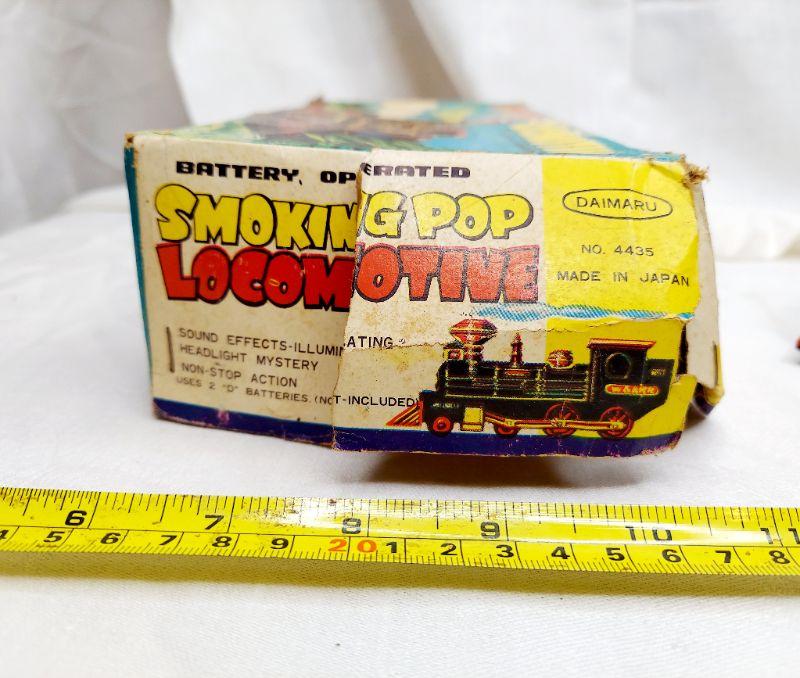 BATTERY OPERATED
SMOKING POP
LOCOMOTIVE
SOUND EFFECTS-ILLUMINATING
HEADLIGHT MYSTERY
NON-STOP ACTION
USES 2 "D" BATTERIES. (NOT-INCLUDED)
DAIMARU
NO. 4435
MADE IN JAPAN
6 7 8 9 10 11
4 5 6 7 8 9 20 1 2 3 4 5 6 7 8